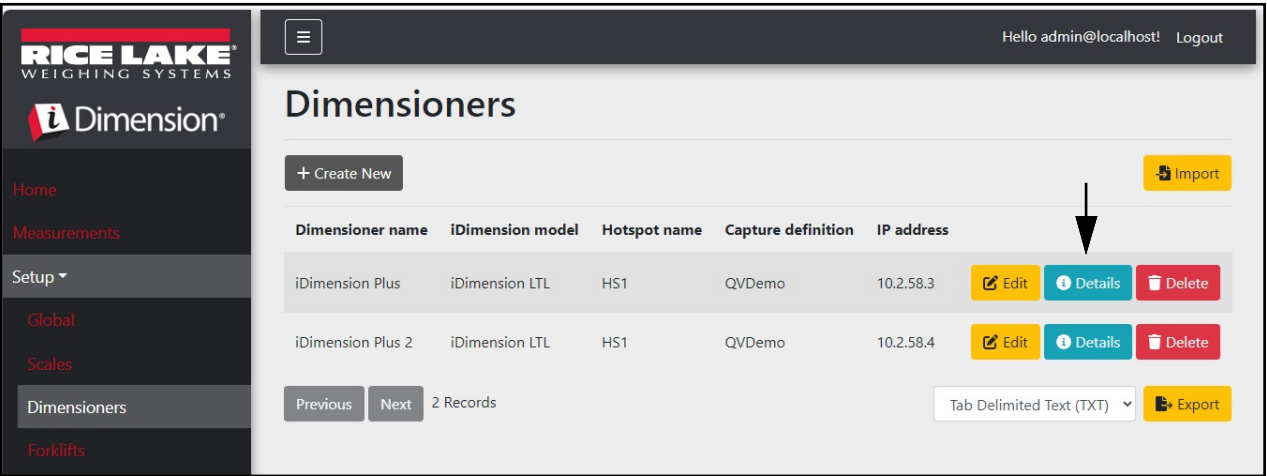 RICE LAKE®
WEIGHING SYSTEMS
i Dimension®
Home
Measurements
Setup
Global
Scales
Dimensioners
Forklifts
Hello admin@localhost! Logout
Dimensioners
+ Create New
Import
Dimensioner name iDimension model Hotspot name Capture definition IP address
iDimension Plus iDimension LTL HS1 QVDemo 10.2.58.3 Edit Details Delete
iDimension Plus 2 iDimension LTL HS1 QVDemo 10.2.58.4 Edit Details Delete
Previous Next 2 Records Tab Delimited Text (TXT) Export